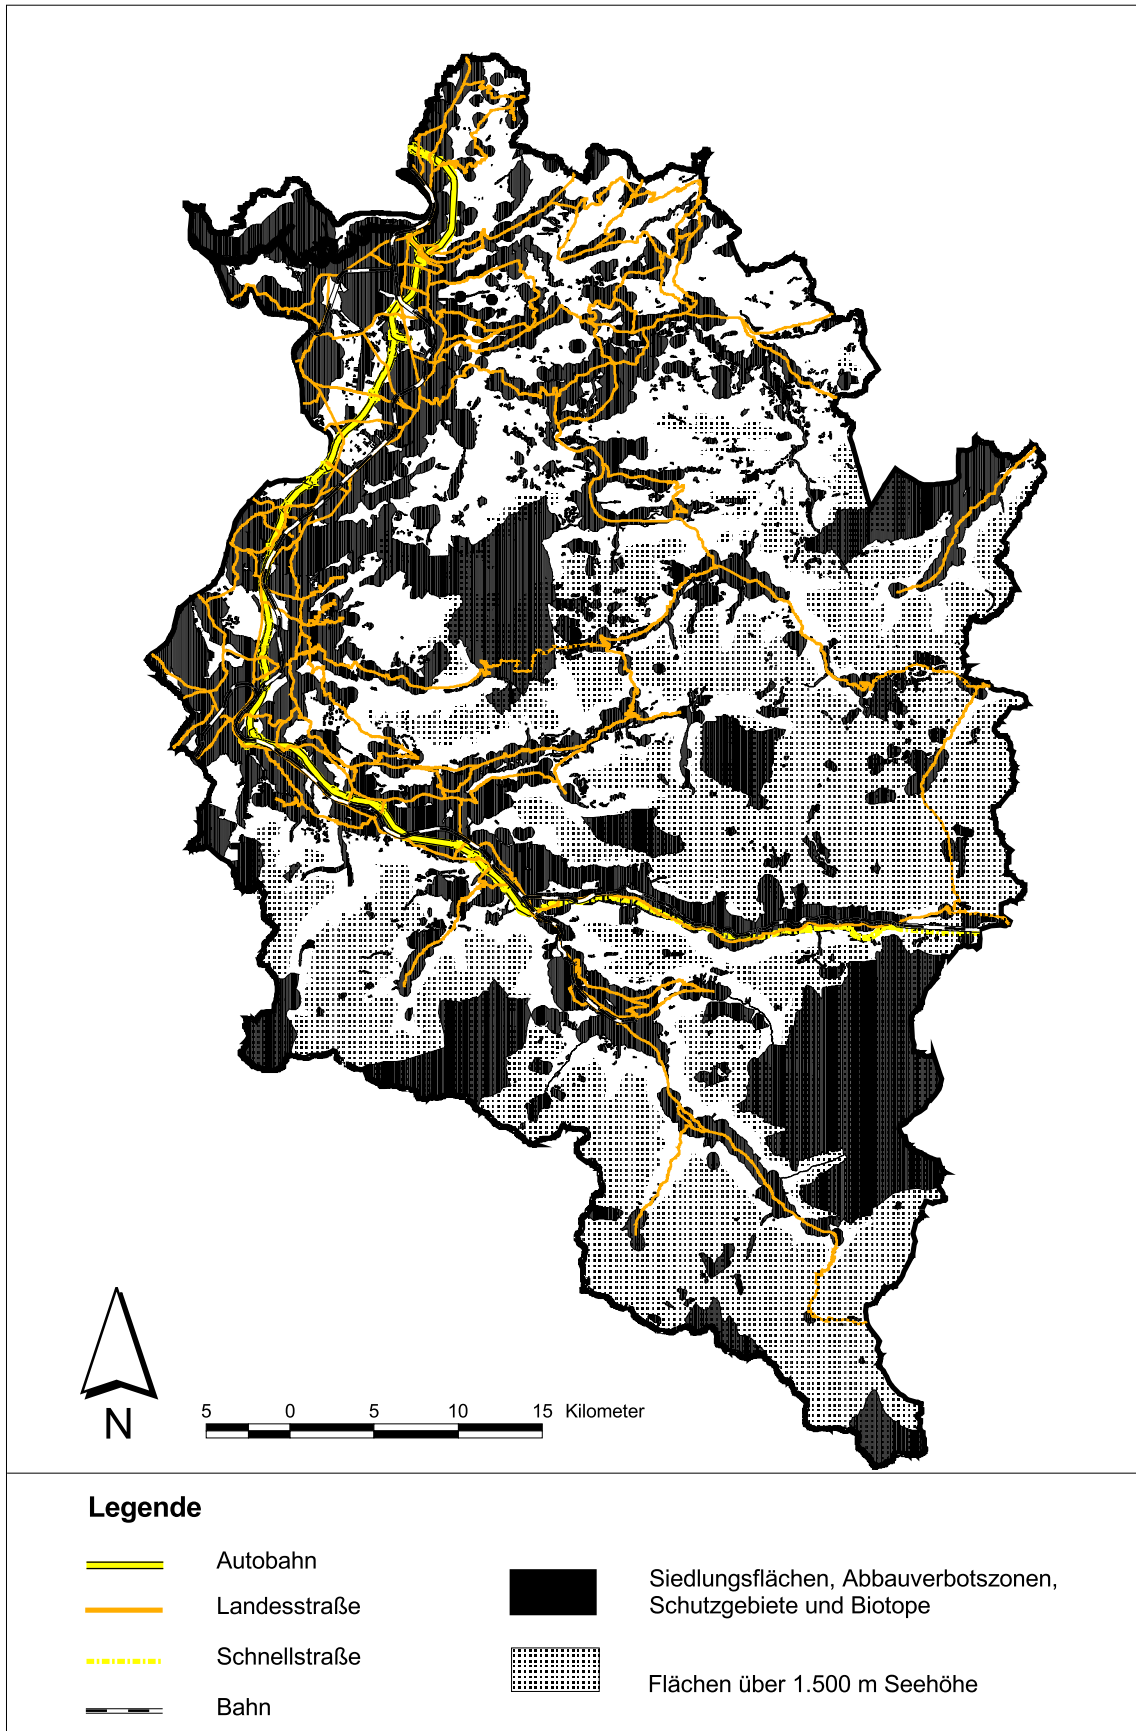 N
5 0 5 10 15 Kilometer
Legende
Autobahn
Landesstraße
Schnellstraße
Bahn
Siedlungsflächen, Abbauverbotszonen,
Schutzgebiete und Biotope
Flächen über 1.500 m Seehöhe